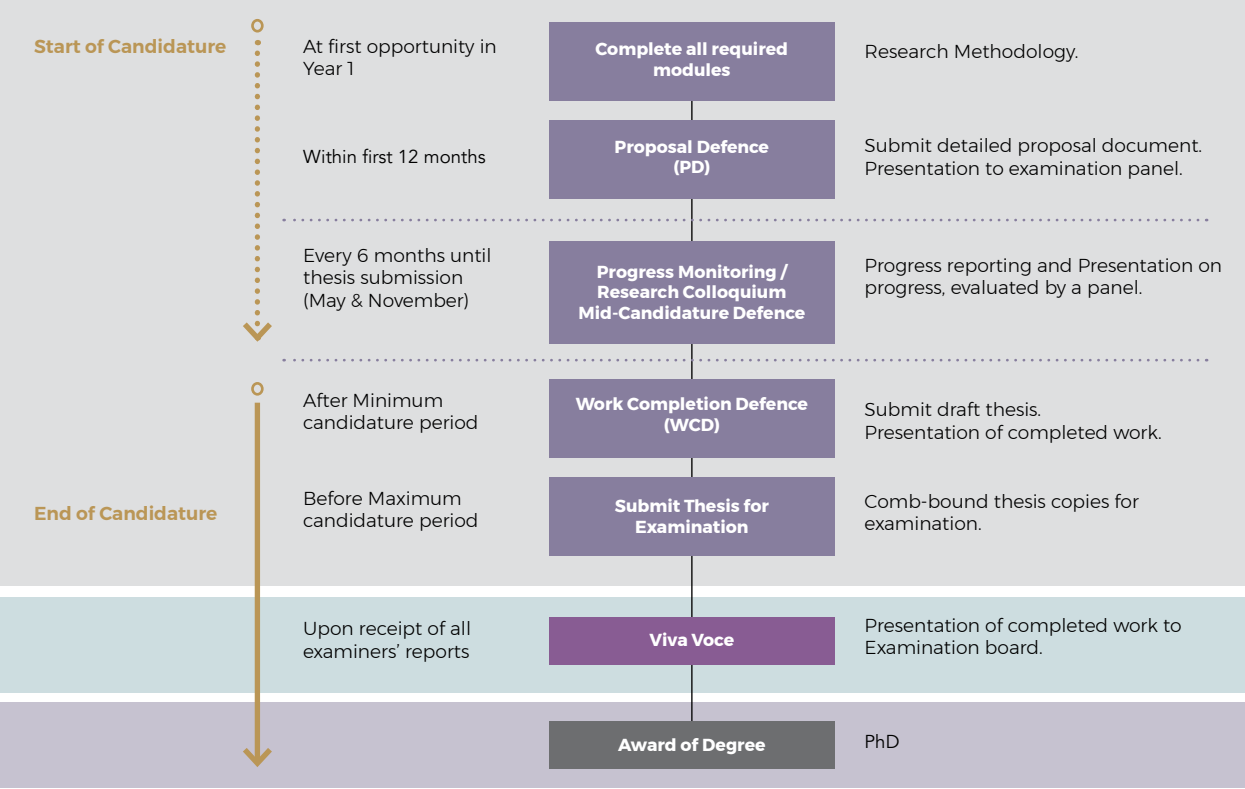 Start of Candidature
At first opportunity in
Year 1
Complete all required
modules
Research Methodology.
Within first 12 months
Proposal Defence
(PD)
Submit detailed proposal document.
Presentation to examination panel.
Every 6 months until
thesis submission
(May & November)
Progress Monitoring /
Research Colloquium
Mid-Candidature Defence
Progress reporting and Presentation on
progress, evaluated by a panel.
After Minimum
candidature period
Work Completion Defence
(WCD)
Submit draft thesis.
Presentation of completed work.
End of Candidature
Before Maximum
candidature period
Submit Thesis for
Examination
Comb-bound thesis copies for
examination.
Upon receipt of all
examiners’ reports
Viva Voce
Presentation of completed work to
Examination board.
Award of Degree
PhD